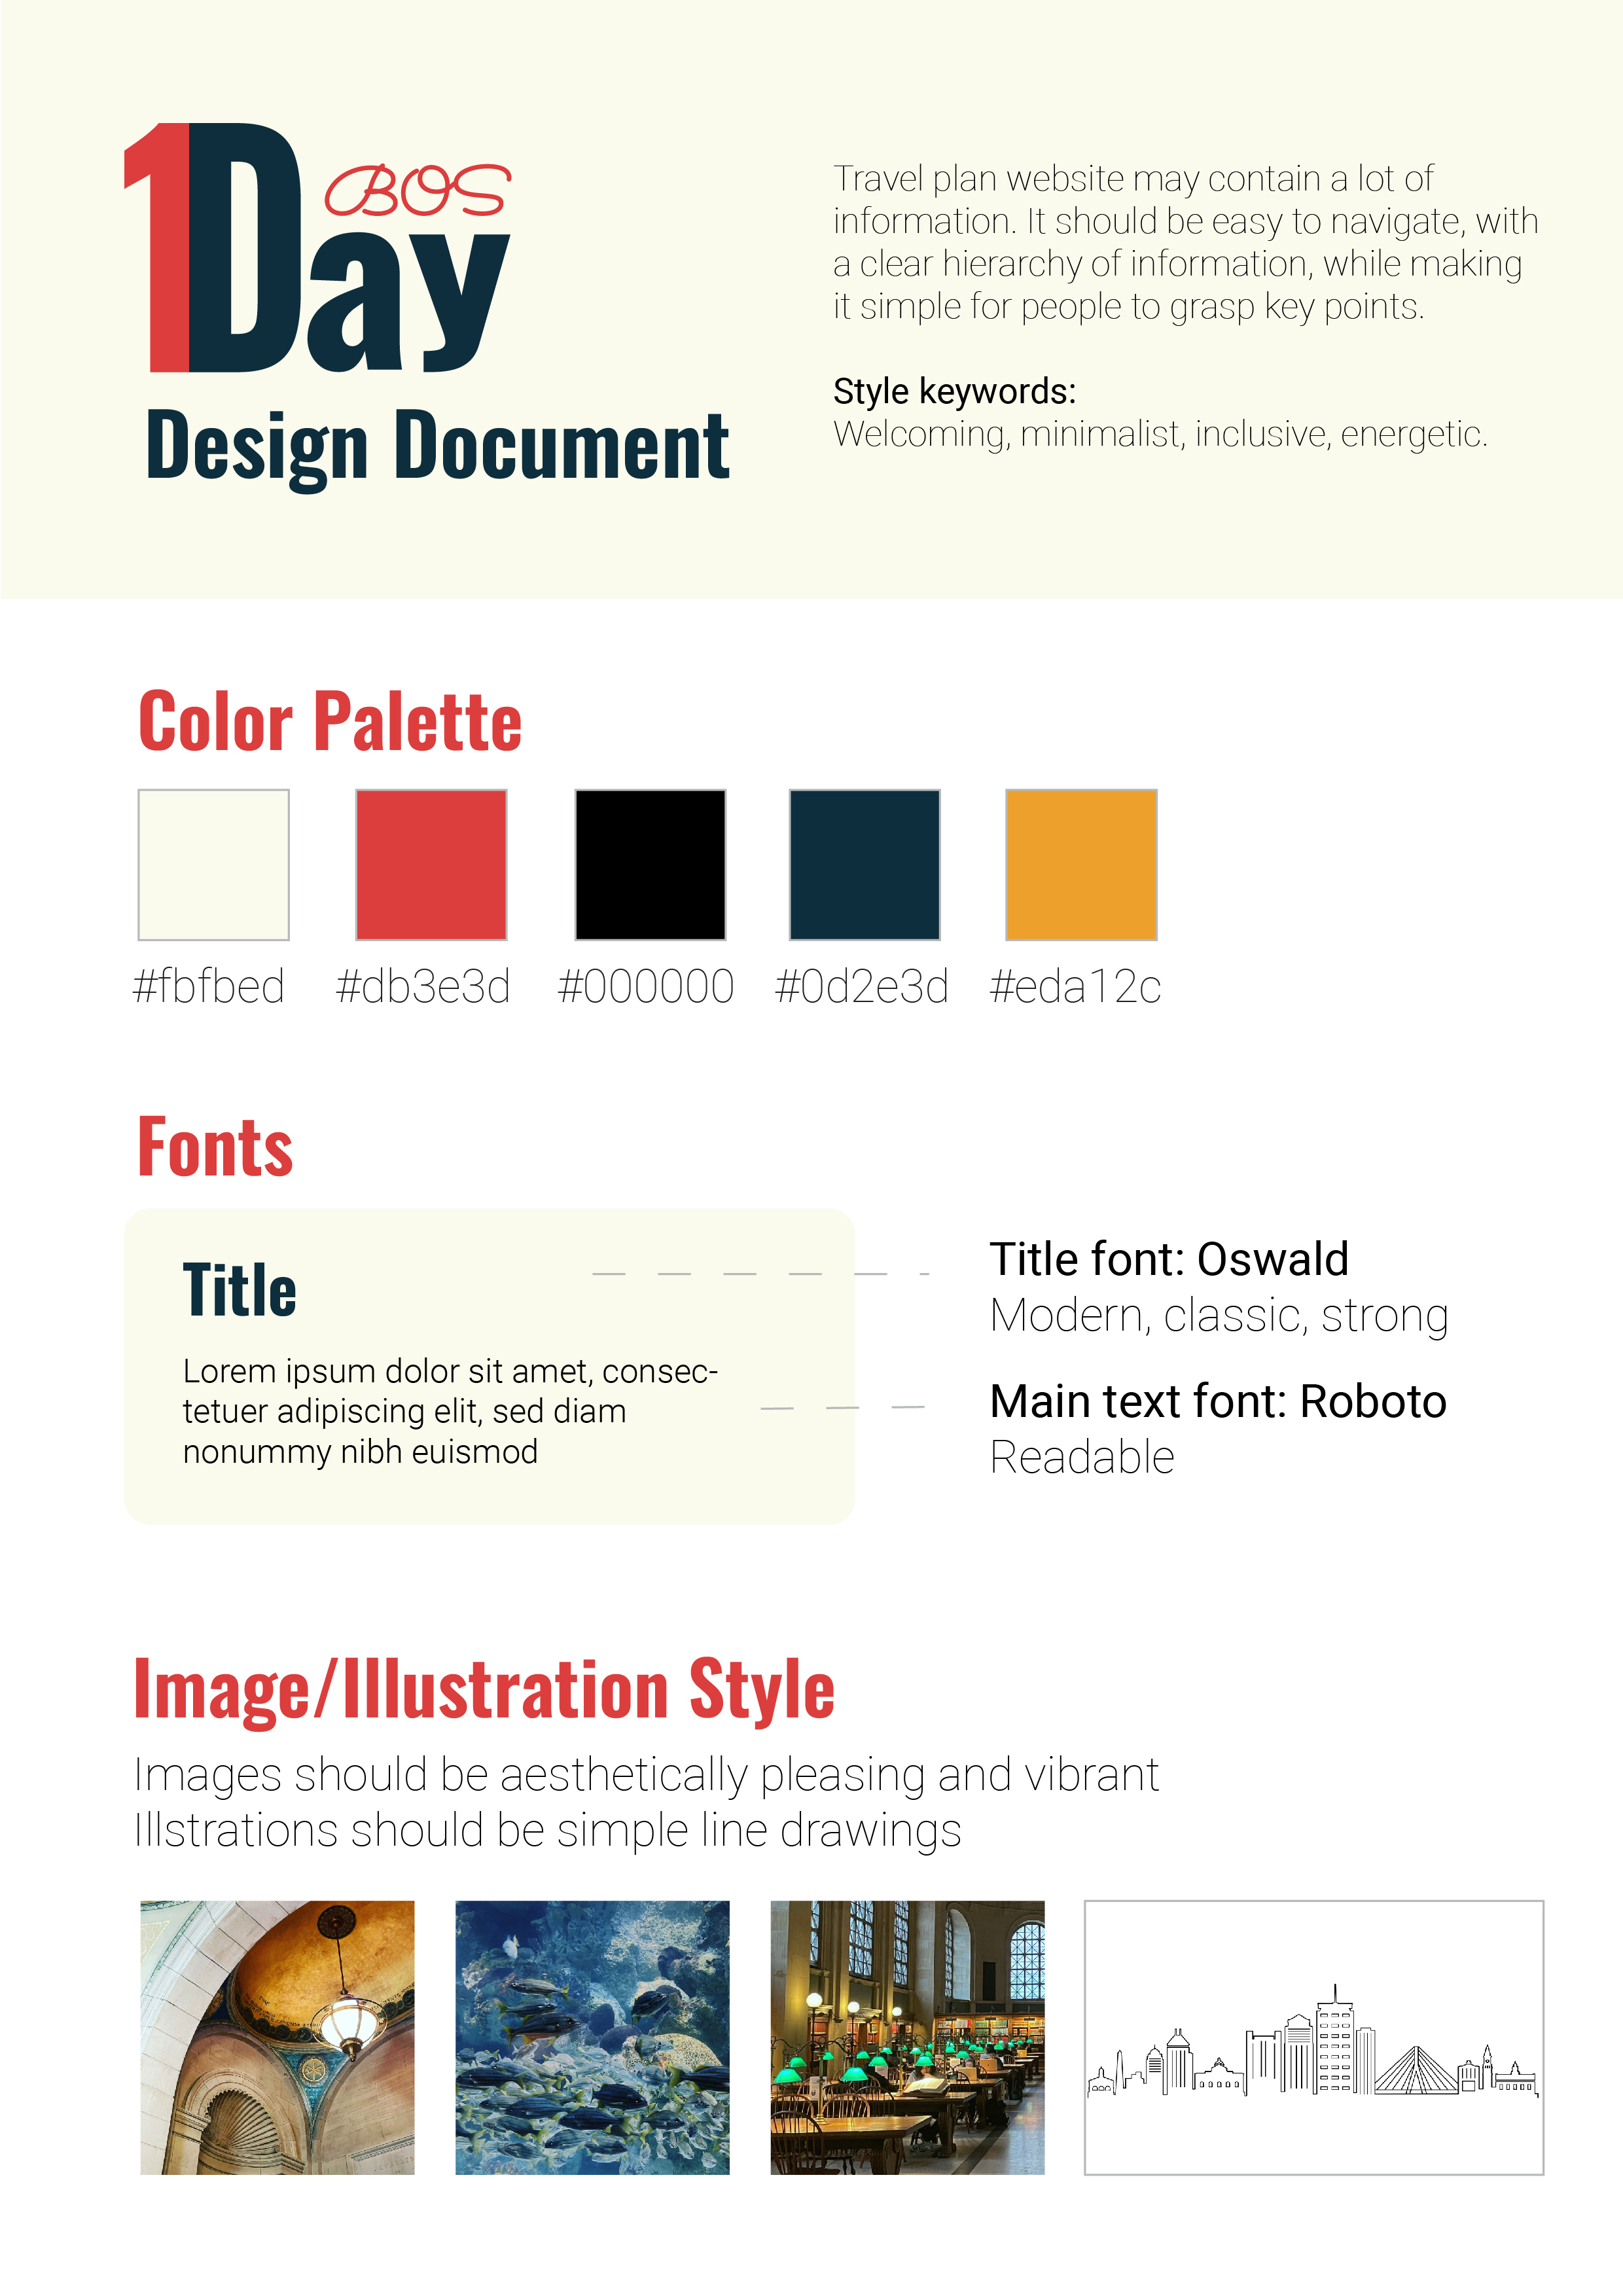 1Day
BOS
Design Document
Travel plan website may contain a lot of
information. It should be easy to navigate, with
a clear hierarchy of information, while making
it simple for people to grasp key points.
Style keywords:
Welcoming, minimalist, inclusive, energetic.
Color Palette
#fbfbed #db3e3d #000000 #0d2e3d #eda12c
Fonts
Title
Lorem ipsum dolor sit amet, consec-
tetuer adipiscing elit, sed diam
nonummy nibh euismod
Title font: Oswald
Modern, classic, strong
Main text font: Roboto
Readable
Image/Illustration Style
Images should be aesthetically pleasing and vibrant
Illstrations should be simple line drawings